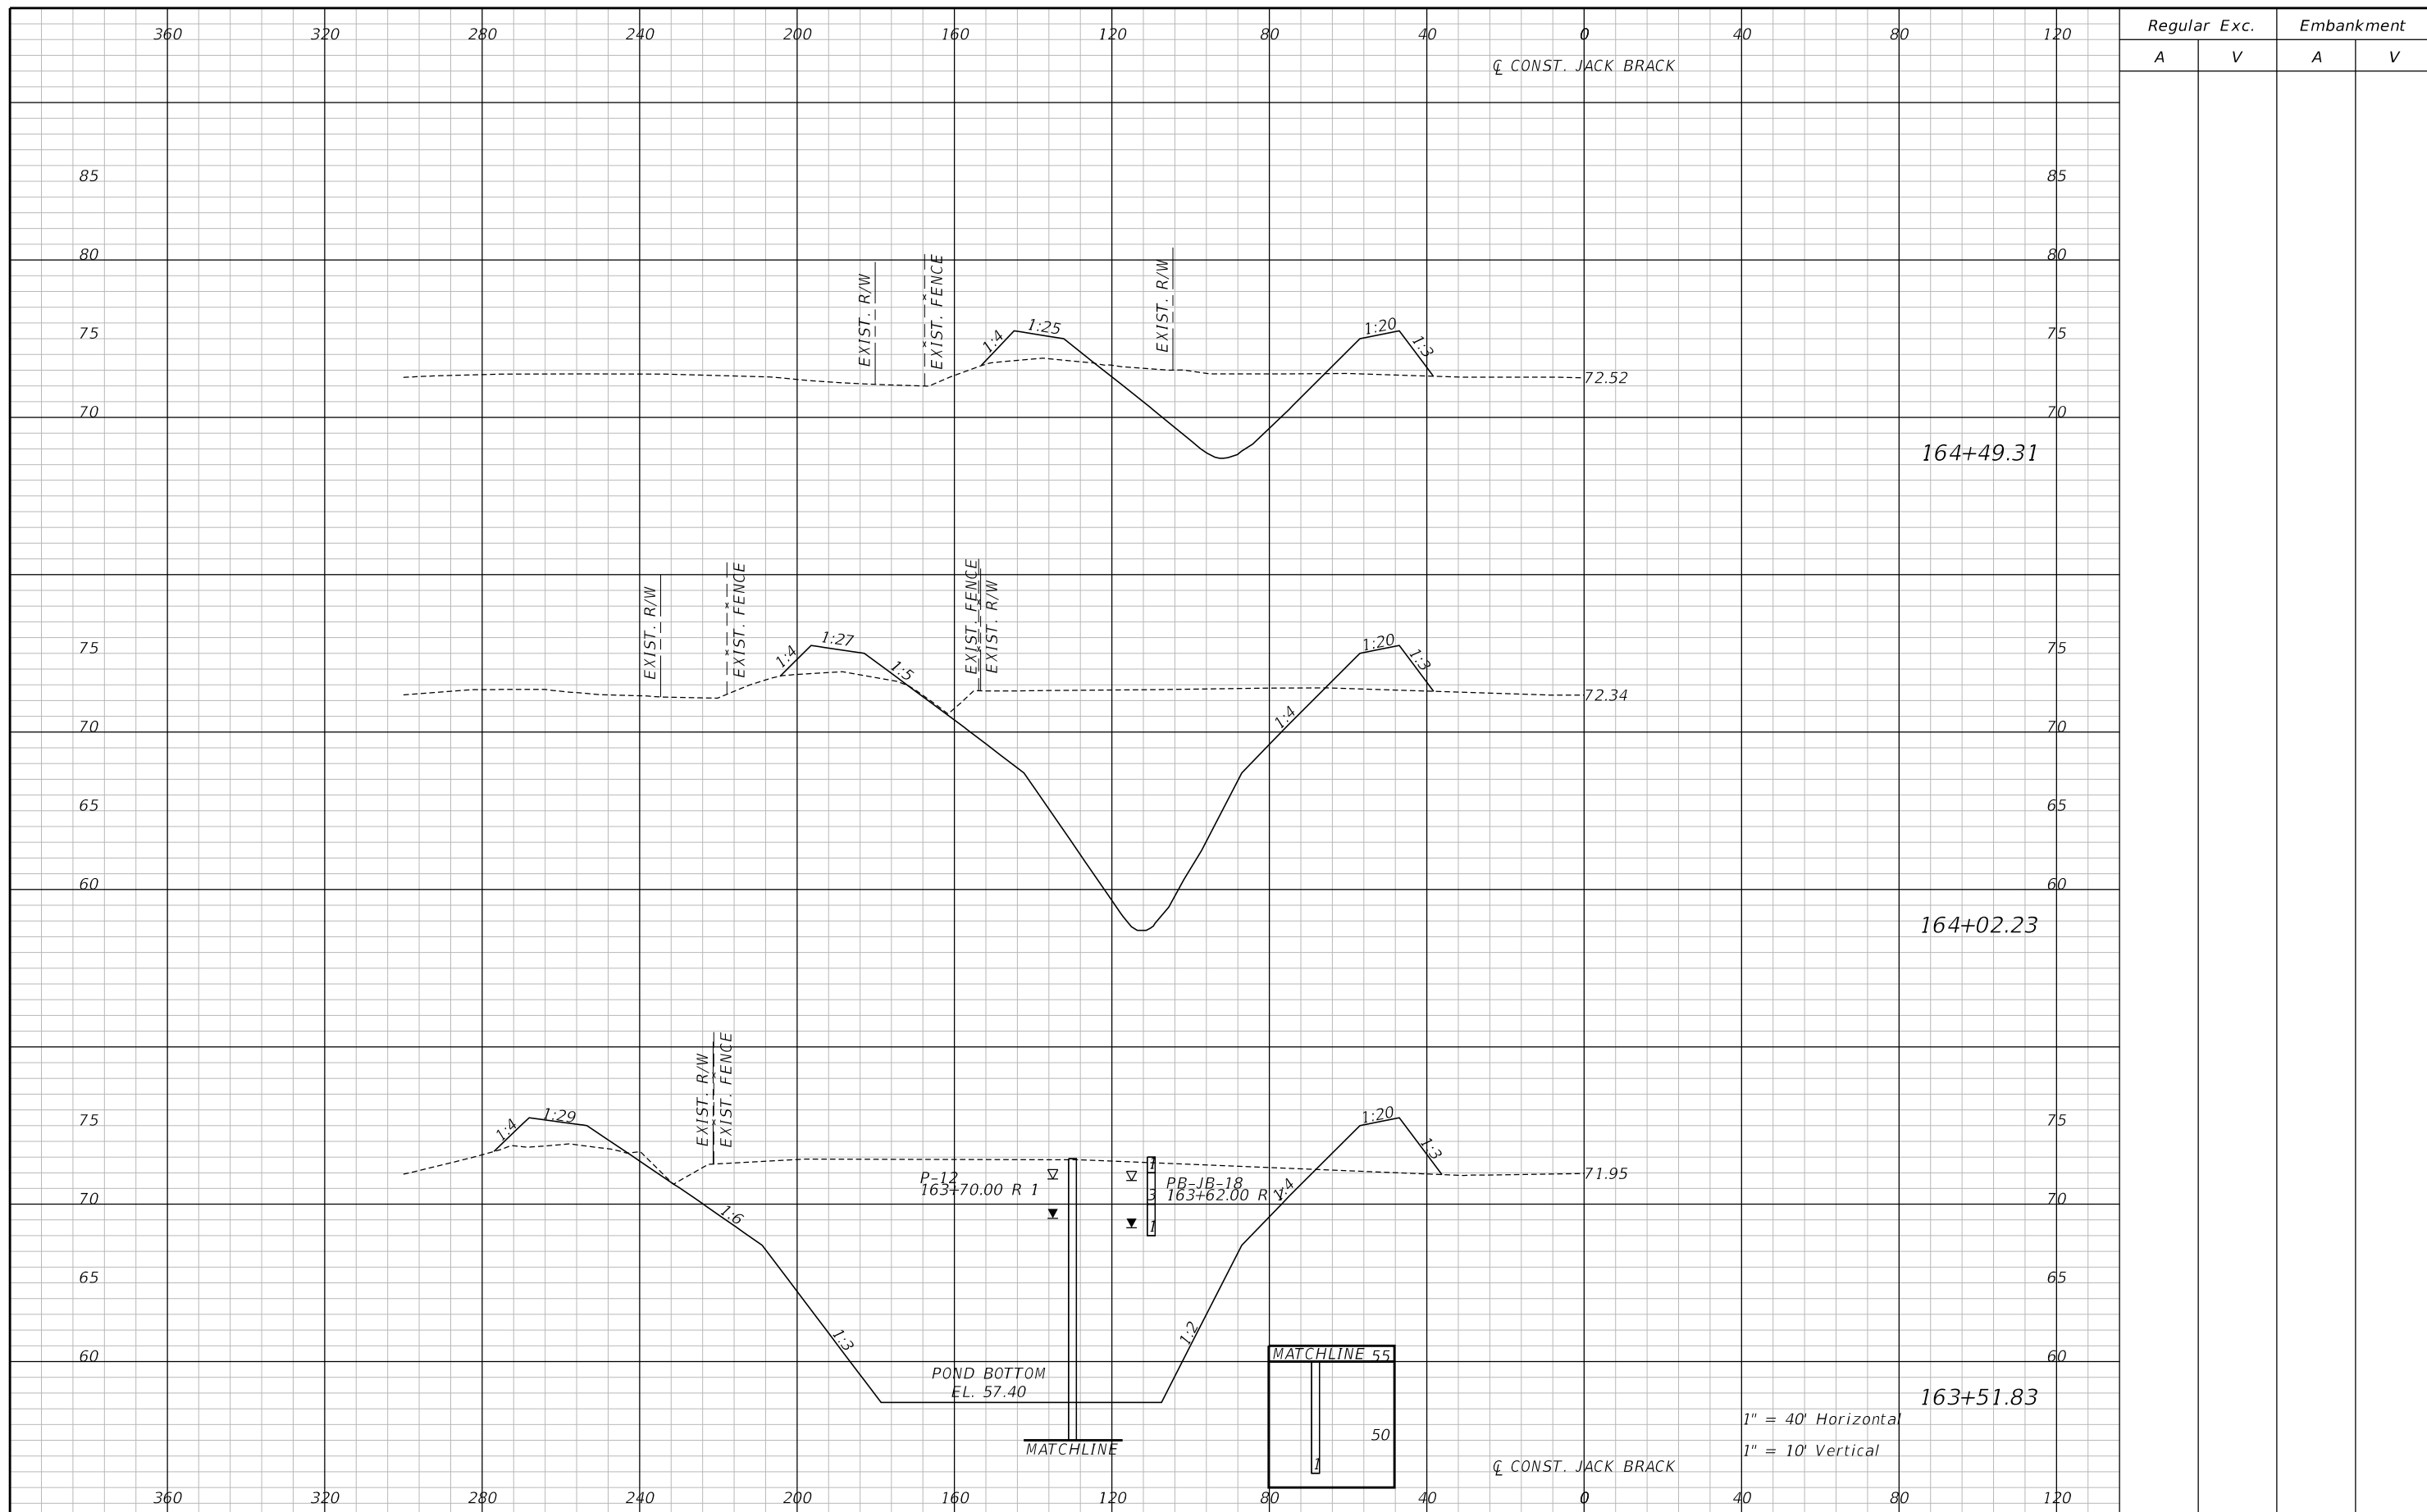 360 320 280 240 200 160 120 80 40 0 40 80 120
Regular Exc. Embankment
A V A V
℄ CONST. JACK BRACK
85 85
80 80
EXIST. R/W
EXIST. FENCE
EXIST. R/W
75 75
1:4
1:25
1:20
1:3
72.52
70 70
164+49.31
EXIST. R/W
EXIST. FENCE
EXIST. FENCE
EXIST. R/W
75 75
1:4
1:27
1:5
1:20
1:3
72.34
1:4
70 70
65 65
60 60
164+02.23
EXIST. R/W
EXIST. FENCE
75 75
1:4
1:29
1:20
1:3
71.95
P-12
163+70.00 R 1
1
3
1
PB-JB-18
163+62.00 R 1
1:4
70 70
1:6
65 65
1:3
1:2
60 60
MATCHLINE 55
POND BOTTOM
EL. 57.40
163+51.83
1" = 40' Horizontal
50
MATCHLINE
1" = 10' Vertical
1
℄ CONST. JACK BRACK
360 320 280 240 200 160 120 80 40 0 40 80 120